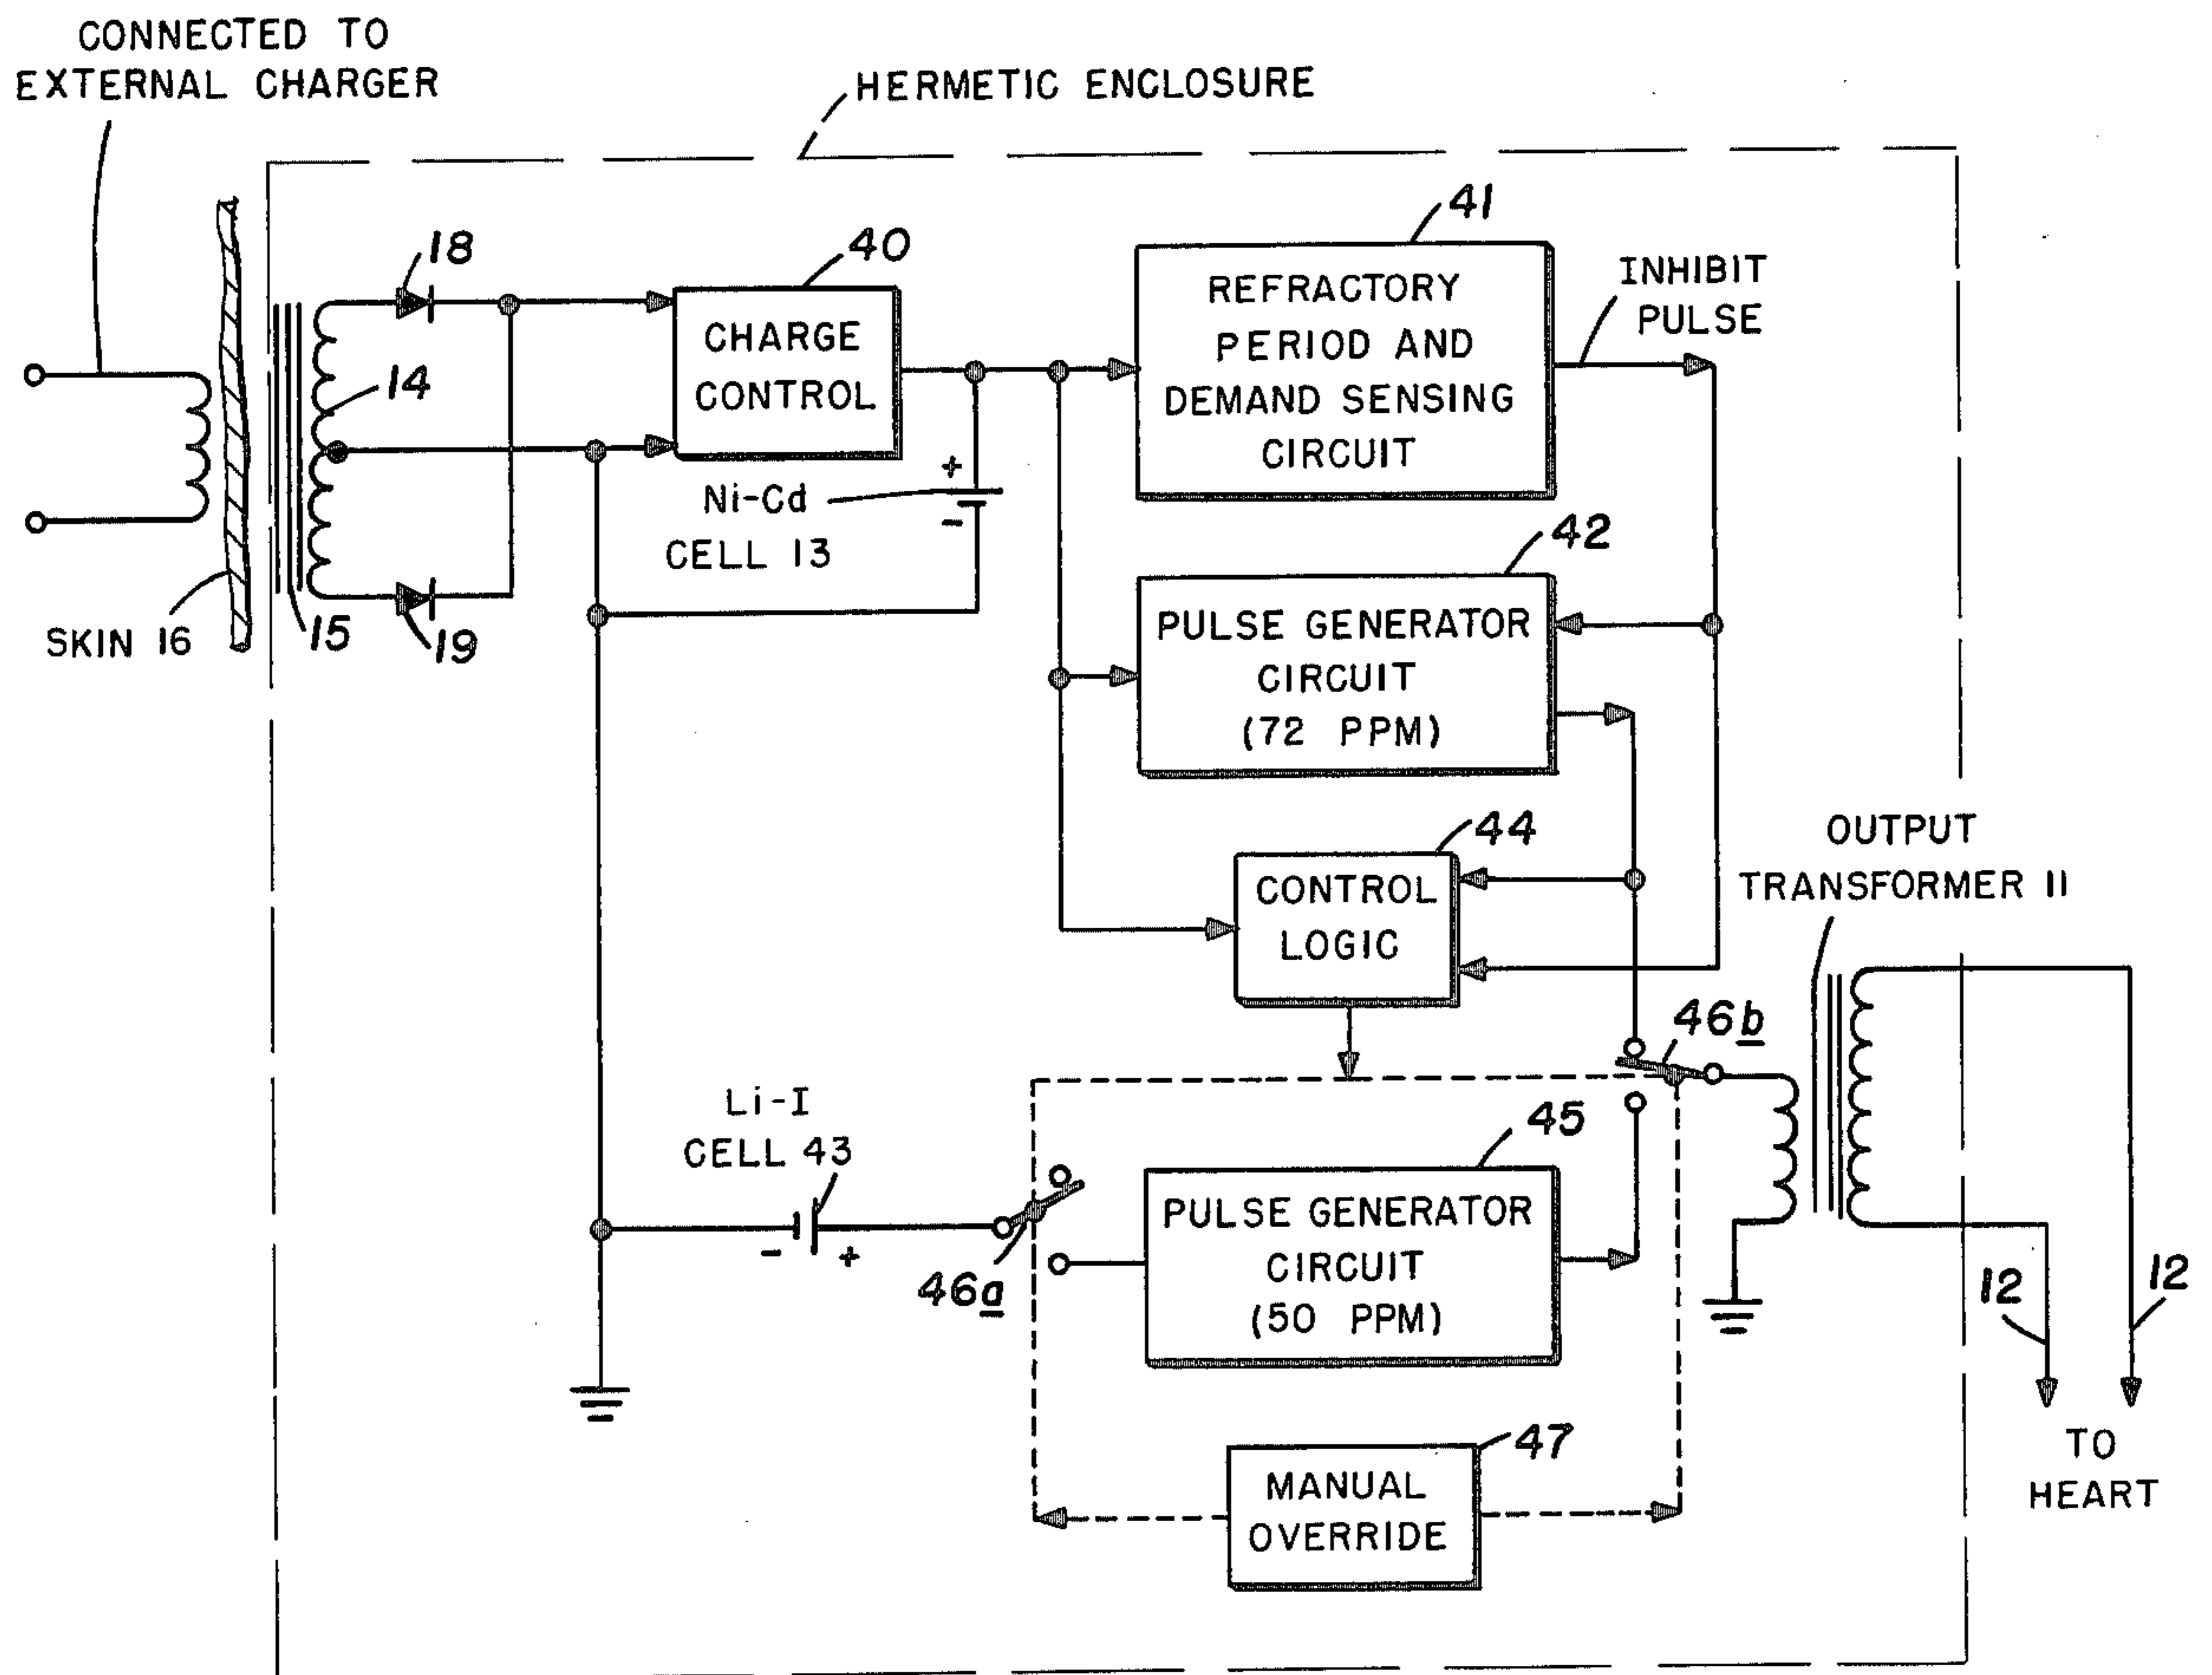 CONNECTED TO
EXTERNAL CHARGER
HERMETIC ENCLOSURE
18
40
CHARGE
CONTROL
41
REFRACTORY
PERIOD AND
DEMAND SENSING
CIRCUIT
INHIBIT
PULSE
14
+
Ni-Cd
CELL 13
-
SKIN 16
15
19
42
PULSE GENERATOR
CIRCUIT
(72 PPM)
44
CONTROL
LOGIC
OUTPUT
TRANSFORMER 11
46b
Li-I
CELL 43
- +
46a
45
PULSE GENERATOR
CIRCUIT
(50 PPM)
12
12
TO
HEART
47
MANUAL
OVERRIDE